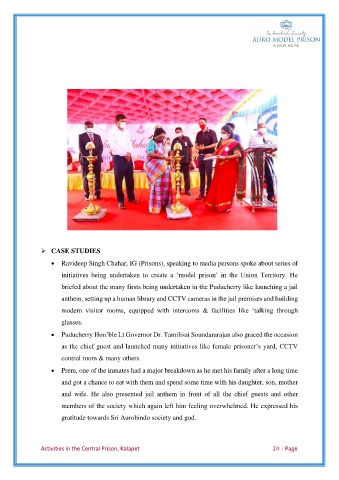 Sri Aurobindo Society
AURO MODEL PRISON
A NEW HOPE
➢ CASE STUDIES
• Ravideep Singh Chahar, IG (Prisons), speaking to media persons spoke about series of
initiatives being undertaken to create a ‘model prison’ in the Union Territory. He
briefed about the many firsts being undertaken in the Puducherry like launching a jail
anthem, setting up a human library and CCTV cameras in the jail premises and building
modern visitor rooms, equipped with intercoms & facilities like ‘talking through
glasses.
• Puducherry Hon’ble Lt Governor Dr. Tamilisai Soundararajan also graced the occasion
as the chief guest and launched many initiatives like female prisoner’s yard, CCTV
control room & many others.
• Prem, one of the inmates had a major breakdown as he met his family after a long time
and got a chance to eat with them and spend some time with his daughter, son, mother
and wife. He also presented jail anthem in front of all the chief guests and other
members of the society which again left him feeling overwhelmed. He expressed his
gratitude towards Sri Aurobindo society and god.
Activities in the Central Prison, Kalapet 24 | Page